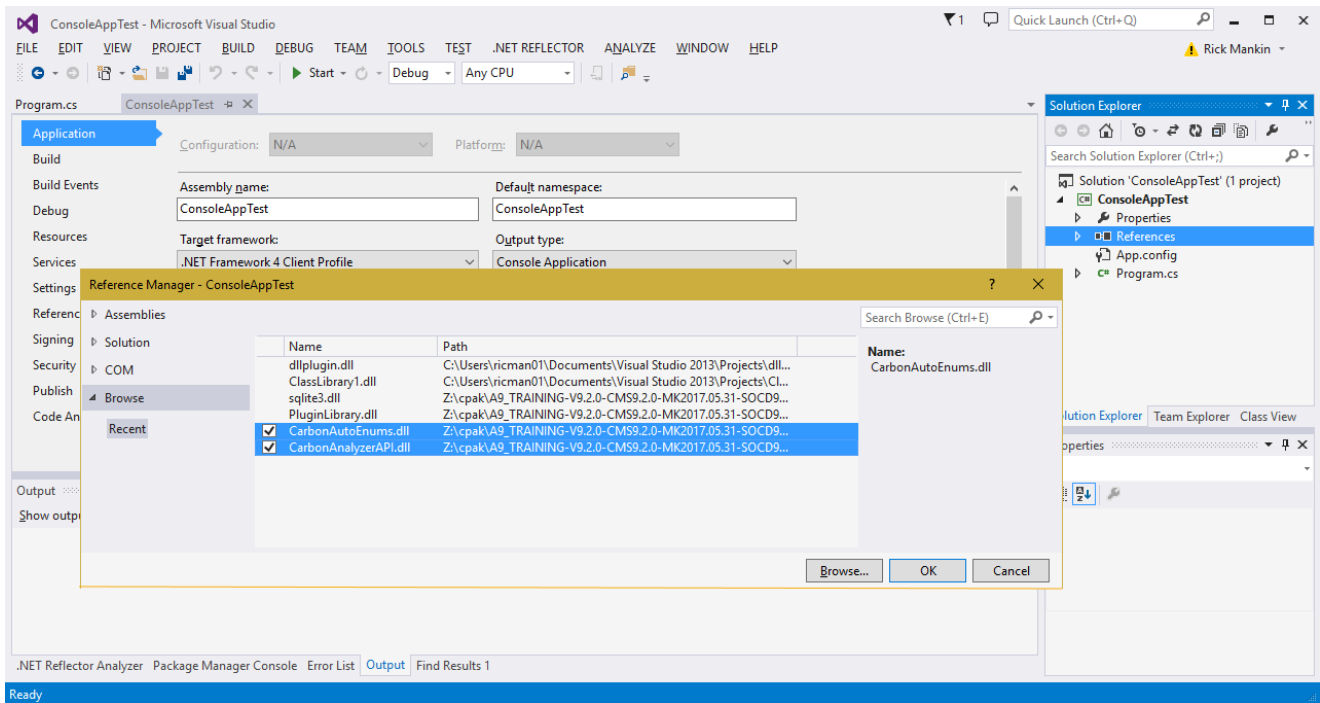 ConsoleAppTest - Microsoft Visual Studio
1
Quick Launch (Ctrl+Q)
FILE EDIT VIEW PROJECT BUILD DEBUG TEAM TOOLS TEST .NET REFLECTOR ANALYZE WINDOW HELP
Rick Mankin
Start Debug Any CPU
Program.cs ConsoleAppTest
Application
Build
Build Events
Debug
Resources
Services
Settings
Referenc
Signing
Security
Publish
Code An
Configuration: N/A Platform: N/A
Assembly name: Default namespace:
ConsoleAppTest ConsoleAppTest
Target framework: Output type:
.NET Framework 4 Client Profile Console Application
Solution Explorer
Search Solution Explorer (Ctrl+;)
Solution 'ConsoleAppTest' (1 project)
C# ConsoleAppTest
Properties
References
App.config
C# Program.cs
Reference Manager - ConsoleAppTest
? 
Assemblies
Solution
COM
Browse
Recent
Search Browse (Ctrl+E)
Name Path
dllplugin.dll C:\Users\ricman01\Documents\Visual Studio 2013\Projects\dll...
ClassLibrary1.dll C:\Users\ricman01\Documents\Visual Studio 2013\Projects\Cl...
sqlite3.dll Z:\cpak\A9_TRAINING-V9.2.0-CMS9.2.0-MK2017.05.31-SOCD9...
PluginLibrary.dll Z:\cpak\A9_TRAINING-V9.2.0-CMS9.2.0-MK2017.05.31-SOCD9...
CarbonAutoEnums.dll Z:\cpak\A9_TRAINING-V9.2.0-CMS9.2.0-MK2017.05.31-SOCD9...
CarbonAnalyzerAPI.dll Z:\cpak\A9_TRAINING-V9.2.0-CMS9.2.0-MK2017.05.31-SOCD9...
Name:
CarbonAutoEnums.dll
Browse... OK Cancel
lution Explorer Team Explorer Class View
operties
Output
Show outpu
.NET Reflector Analyzer Package Manager Console Error List Output Find Results 1
Ready